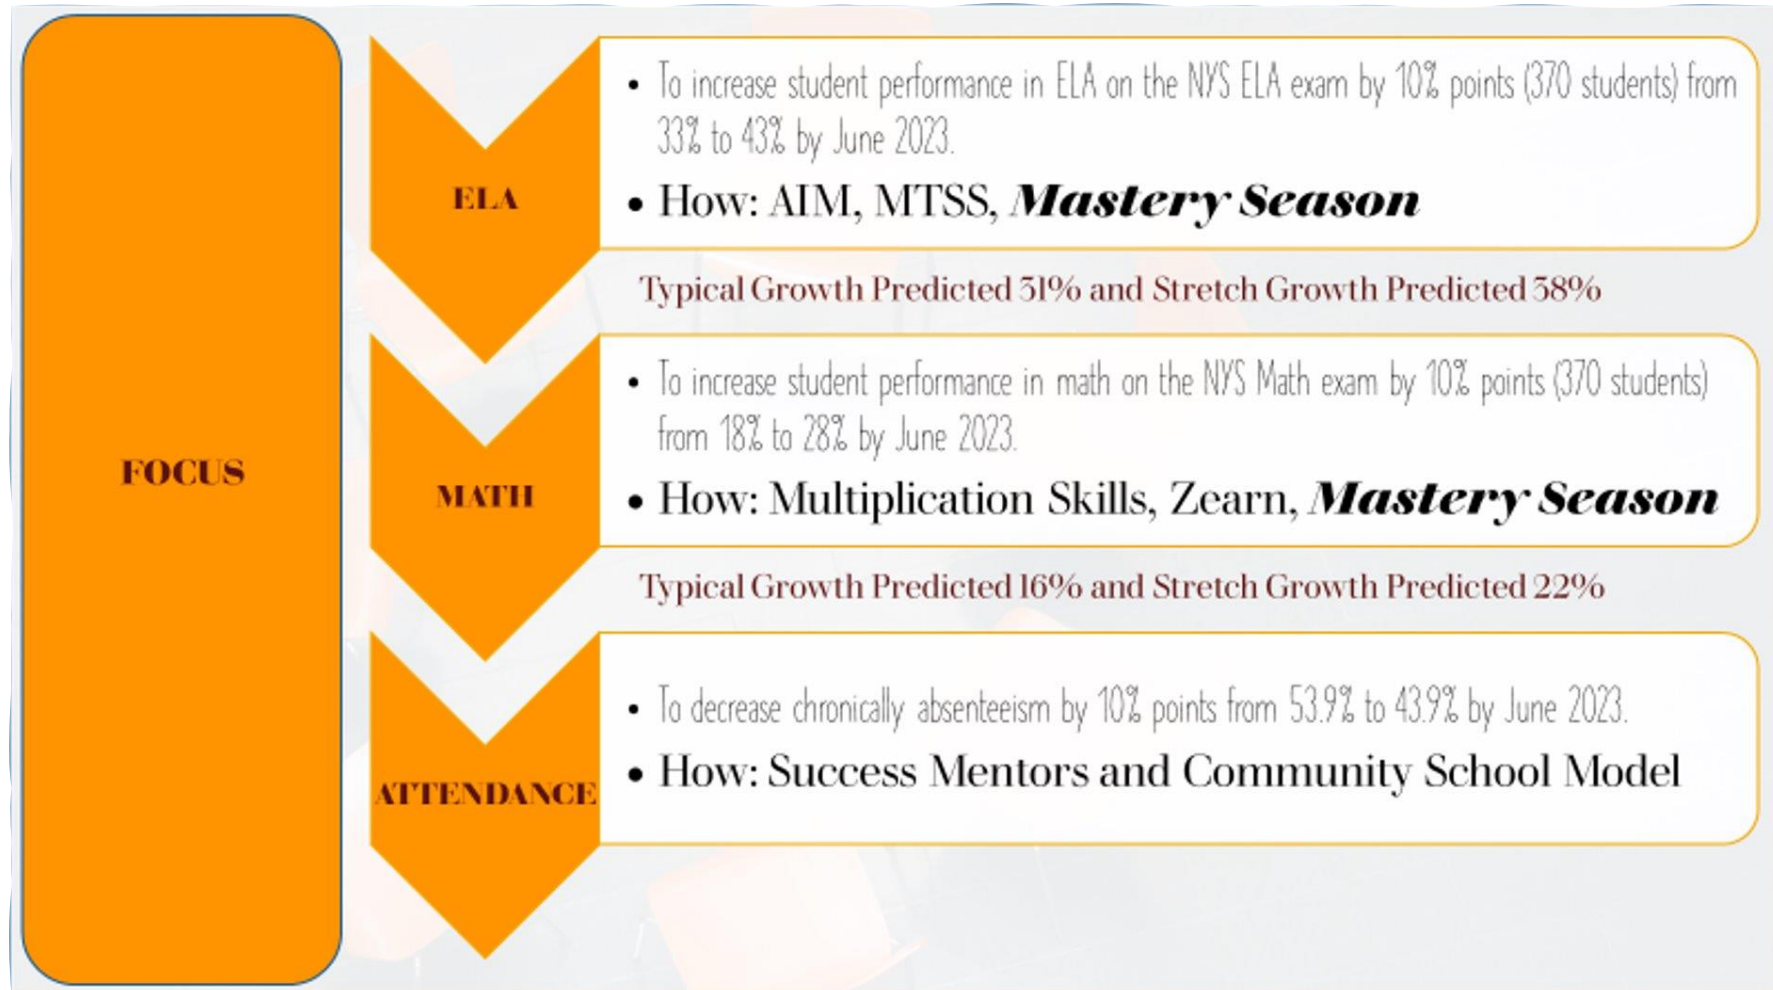 FOCUS
ELA
• To increase student performance in ELA on the NYS ELA exam by 10% points (370 students) from
33% to 43% by June 2023.
• How: AIM, MTSS, Mastery Season
Typical Growth Predicted 31% and Stretch Growth Predicted 38%
MATH
• To increase student performance in math on the NYS Math exam by 10% points (370 students)
from 18% to 28% by June 2023.
• How: Multiplication Skills, Zearn, Mastery Season
Typical Growth Predicted 16% and Stretch Growth Predicted 22%
ATTENDANCE
• To decrease chronically absenteeism by 10% points from 53.9% to 43.9% by June 2023.
• How: Success Mentors and Community School Model